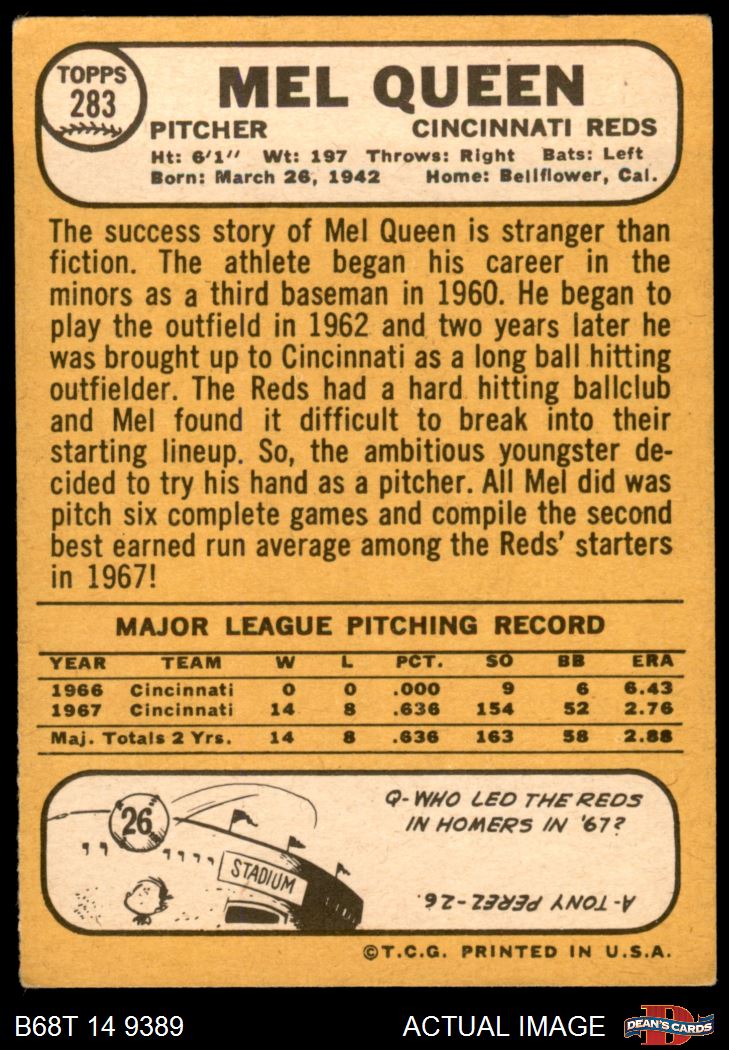 TOPPS
283
MEL QUEEN
PITCHER CINCINNATI REDS
Ht: 6'1" Wt: 197 Throws: Right Bats: Left
Born: March 26, 1942 Home: Bellflower, Cal.
The success story of Mel Queen is stranger than
fiction. The athlete began his career in the
minors as a third baseman in 1960. He began to
play the outfield in 1962 and two years later he
was brought up to Cincinnati as a long ball hitting
outfielder. The Reds had a hard hitting ballclub
and Mel found it difficult to break into their
starting lineup. So, the ambitious youngster de-
cided to try his hand as a pitcher. All Mel did was
pitch six complete games and compile the second
best earned run average among the Reds' starters
in 1967!
MAJOR LEAGUE PITCHING RECORD
YEAR TEAM W L PCT. SO BB ERA
1966 Cincinnati 0 0 .000 9 6 6.43
1967 Cincinnati 14 8 .636 154 52 2.76
Maj. Totals 2 Yrs. 14 8 .636 163 58 2.88
26
STADIUM
Q-WHO LED THE REDS
IN HOMERS IN '67?
A-TONY PEREZ-26.
©T.C.G. PRINTED IN U.S.A.
B68T 14 9389 ACTUAL IMAGE
D
DEAN'S CARDS